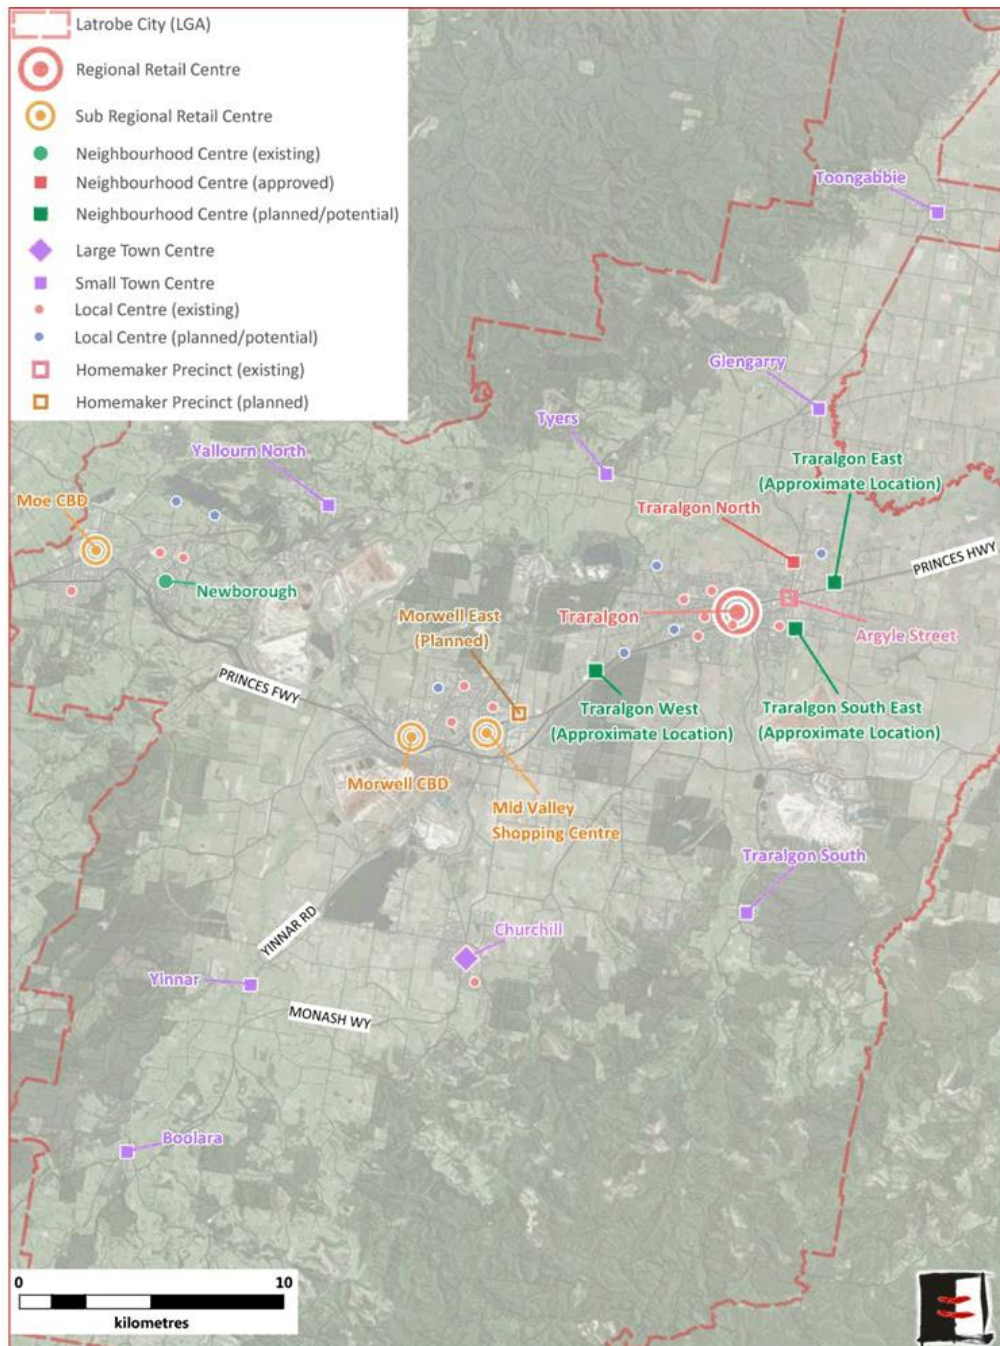 Latrobe City (LGA)
Regional Retail Centre
Sub Regional Retail Centre
Neighbourhood Centre (existing)
Neighbourhood Centre (approved)
Neighbourhood Centre (planned/potential)
Large Town Centre
Small Town Centre
Local Centre (existing)
Local Centre (planned/potential)
Homemaker Precinct (existing)
Homemaker Precinct (planned)
Toongabbie
Glengarry
Tyers
Yallourn North
Traralgon East
(Approximate Location)
Moe CBD
Traralgon North
PRINCES HWY
Newborough
Morwell East
(Planned)
Traralgon
Argyle Street
PRINCES FWY
Traralgon West
(Approximate Location)
Traralgon South East
(Approximate Location)
Morwell CBD
Mid Valley
Shopping Centre
Traralgon South
YINNAR RD
Churchill
Yinnar
MONASH WY
Boolara
0 10
kilometres